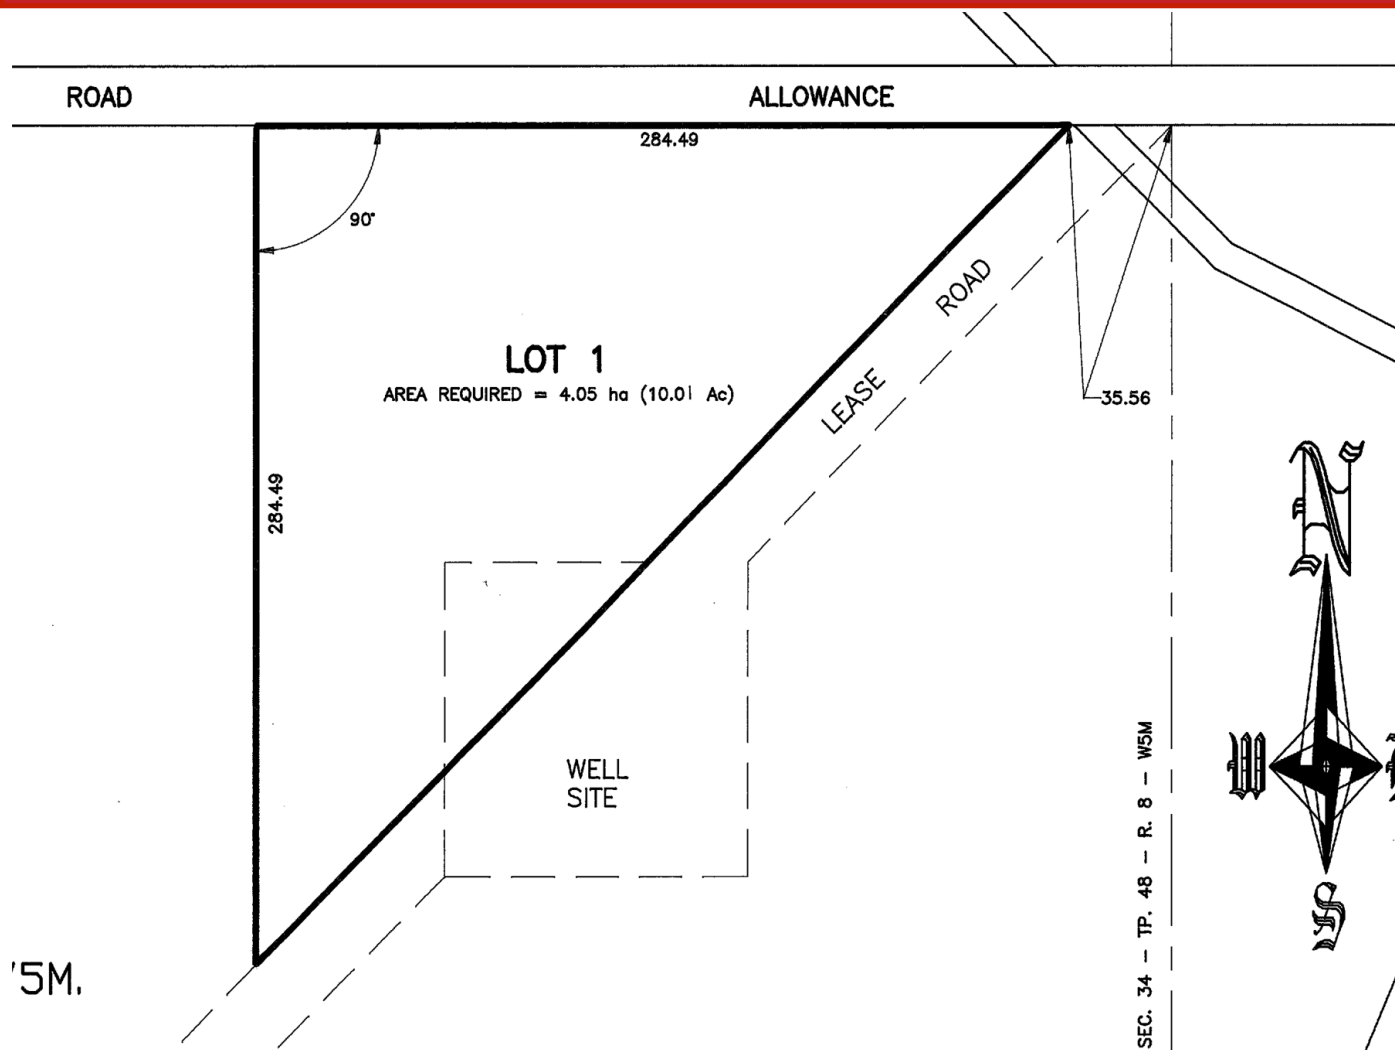 ROAD
ALLOWANCE
284.49
90°
LOT 1
AREA REQUIRED = 4.05 ha (10.01 Ac)
ROAD
LEASE
35.56
284.49
N
WELL
SITE
W
SEC. 34 - TP. 48 - R. 8 - W5M
S
5M.